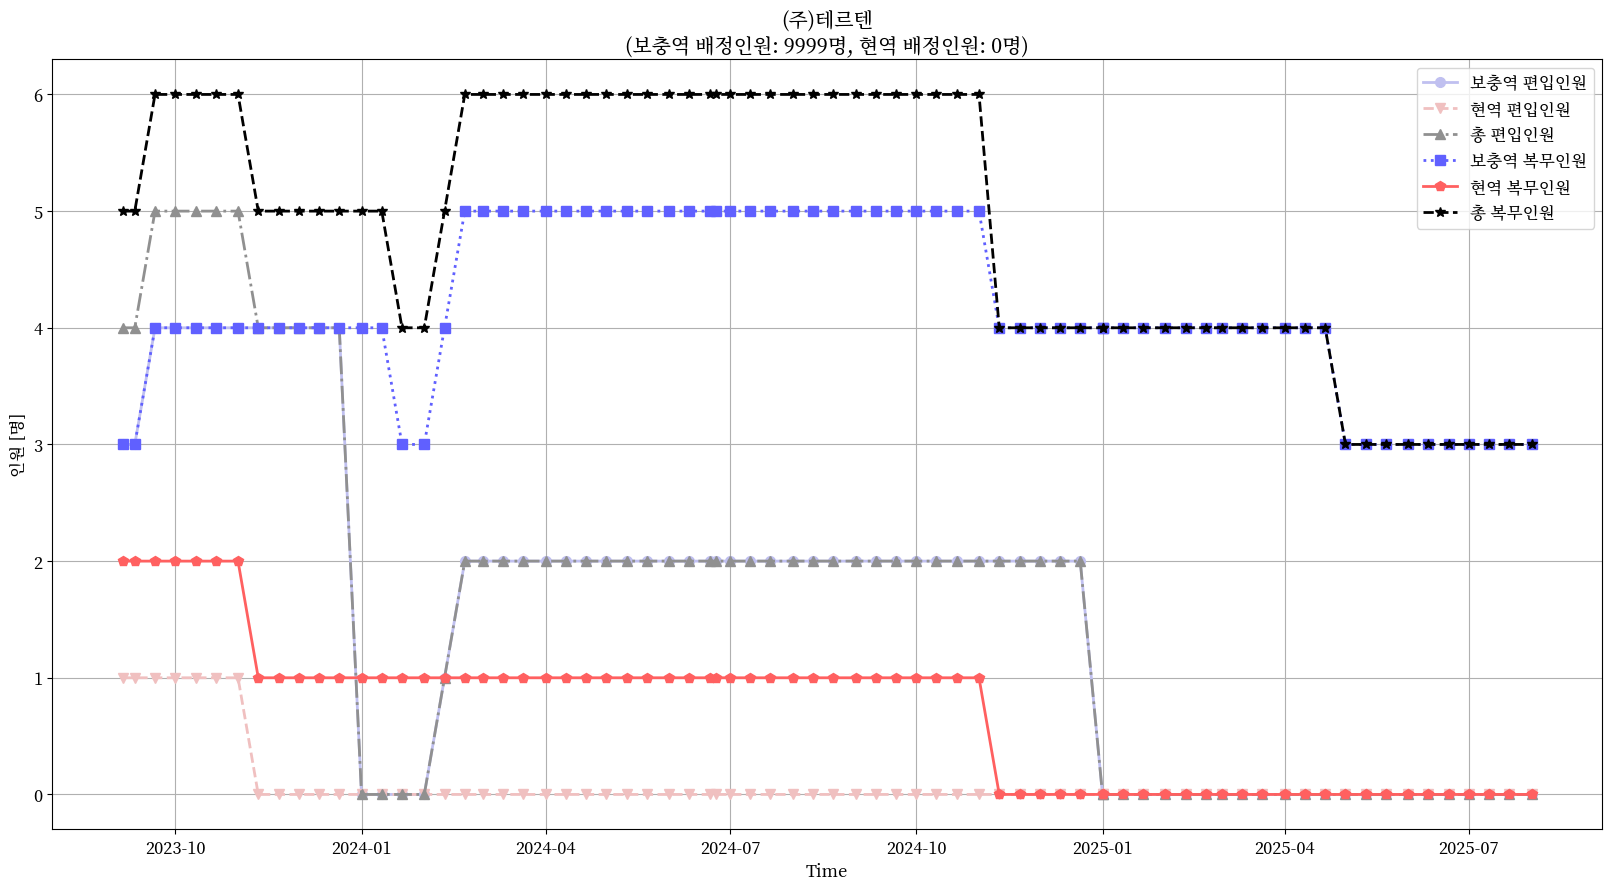 (주)테르텐
(보충역 배정인원: 9999명, 현역 배정인원: 0명)
보충역 편입인원
현역 편입인원
총 편입인원
보충역 복무인원
현역 복무인원
총 복무인원
인원 [명]
6
5
4
3
2
1
0
2023-10 2024-01 2024-04 2024-07 2024-10 2025-01 2025-04 2025-07
Time